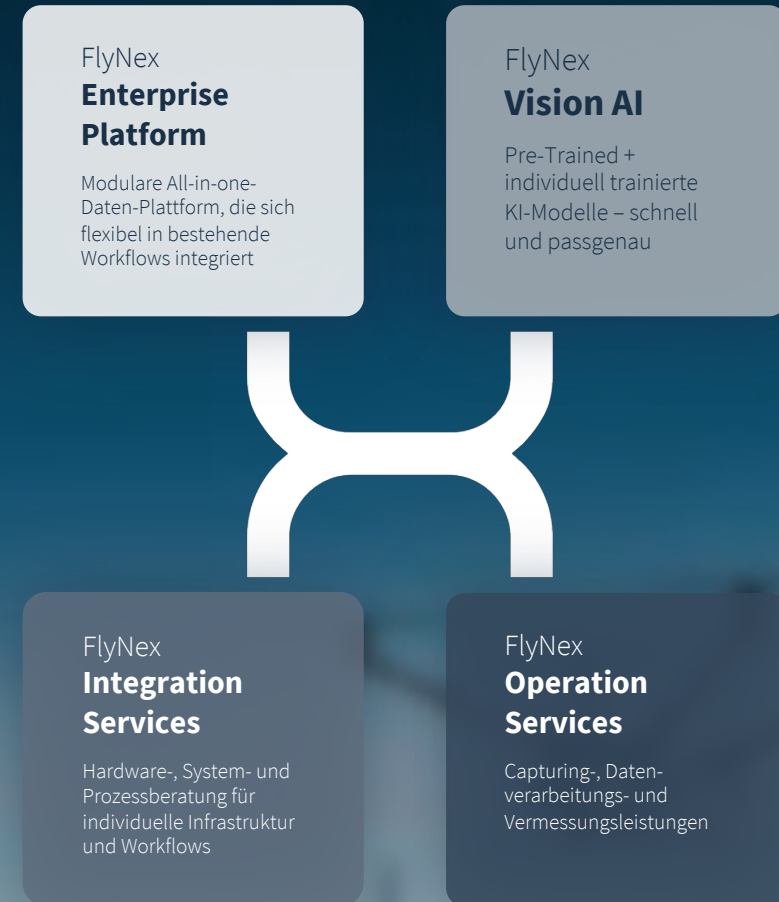 FlyNex
Enterprise
Platform
Modulare All-in-one-
Daten-Plattform, die sich
flexibel in bestehende
Workflows integriert
FlyNex
Vision AI
Pre-Trained +
individuell trainierte
KI-Modelle – schnell
und passgenau
FlyNex
Integration
Services
Hardware-, System- und
Prozessberatung für
individuelle Infrastruktur
und Workflows
FlyNex
Operation
Services
Capturing-, Daten-
verarbeitungs- und
Vermessungsleistungen